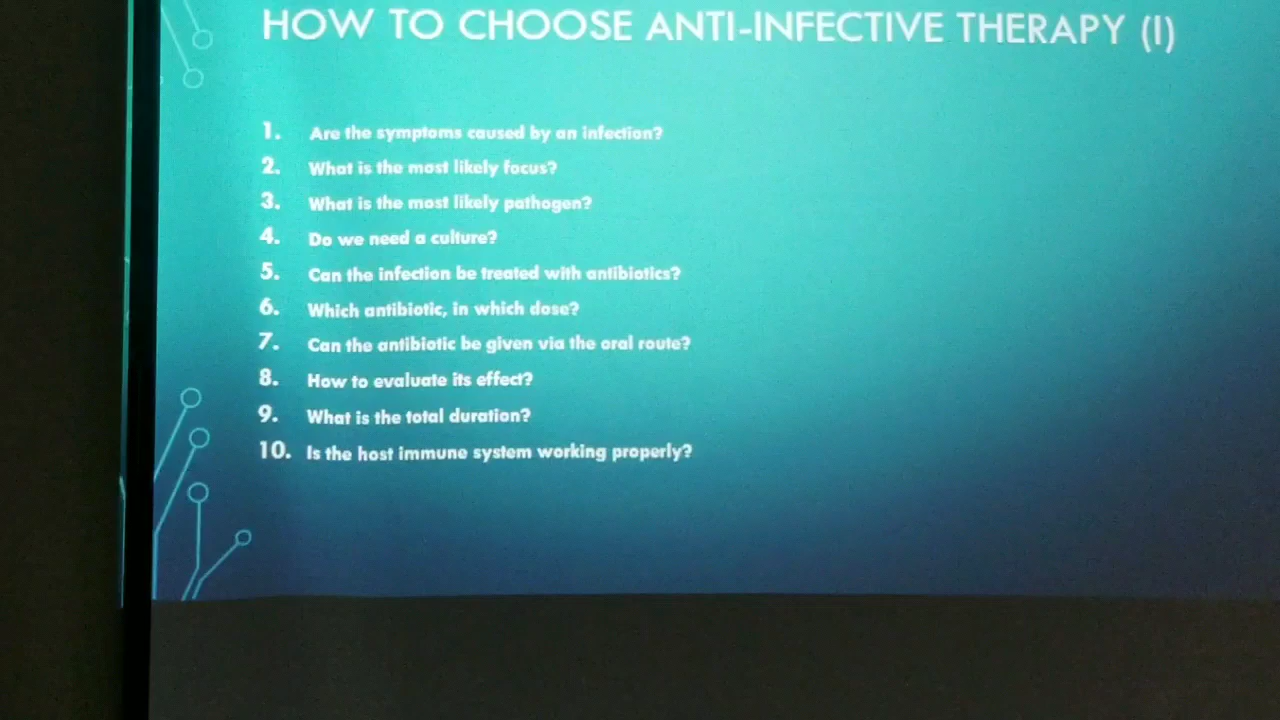 HOW TO CHOOSE ANTI-INFECTIVE THERAPY (I)
1. Are the symptoms caused by an infection?
2. What is the most likely focus?
3. What is the most likely pathogen?
4. Do we need a culture?
5. Can the infection be treated with antibiotics?
6. Which antibiotic, in which dose?
7. Can the antibiotic be given via the oral route?
8. How to evaluate its effect?
9. What is the total duration?
10. Is the host immune system working properly?